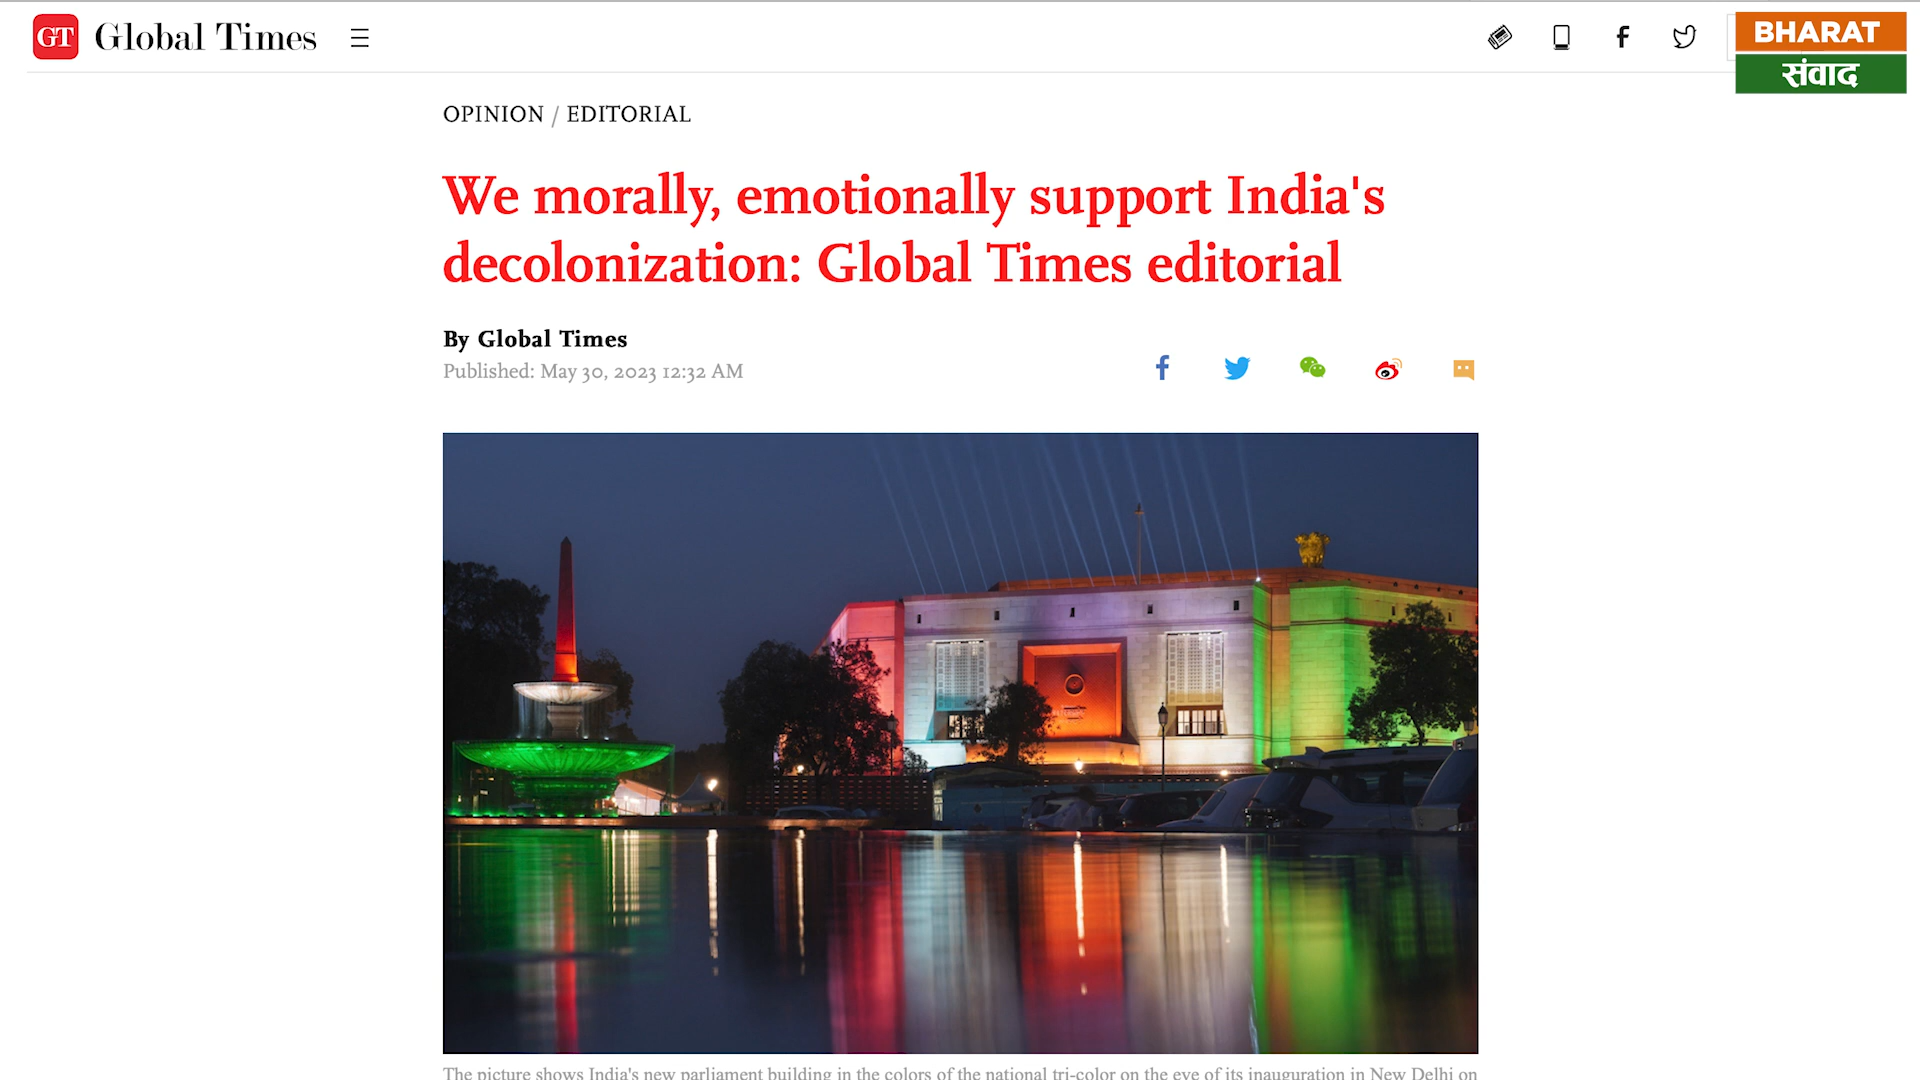 GT Global Times
BHARAT
संवाद
OPINION / EDITORIAL
We morally, emotionally support India's
decolonization: Global Times editorial
By Global Times
Published: May 30, 2023 12:32 AM
The picture shows India's new parliament building in the colors of the national tri-color on the eve of its inauguration in New Delhi on